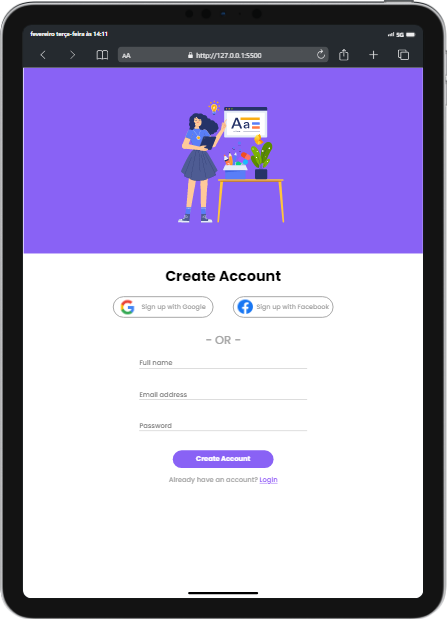 fevereiro terça-feira às 14:11
5G
AA
http://127.0.0.1:5500
Aa
Create Account
Sign up with Google
Sign up with Facebook
- OR -
Full name
Email address
Password
Create Account
Already have an account? Login